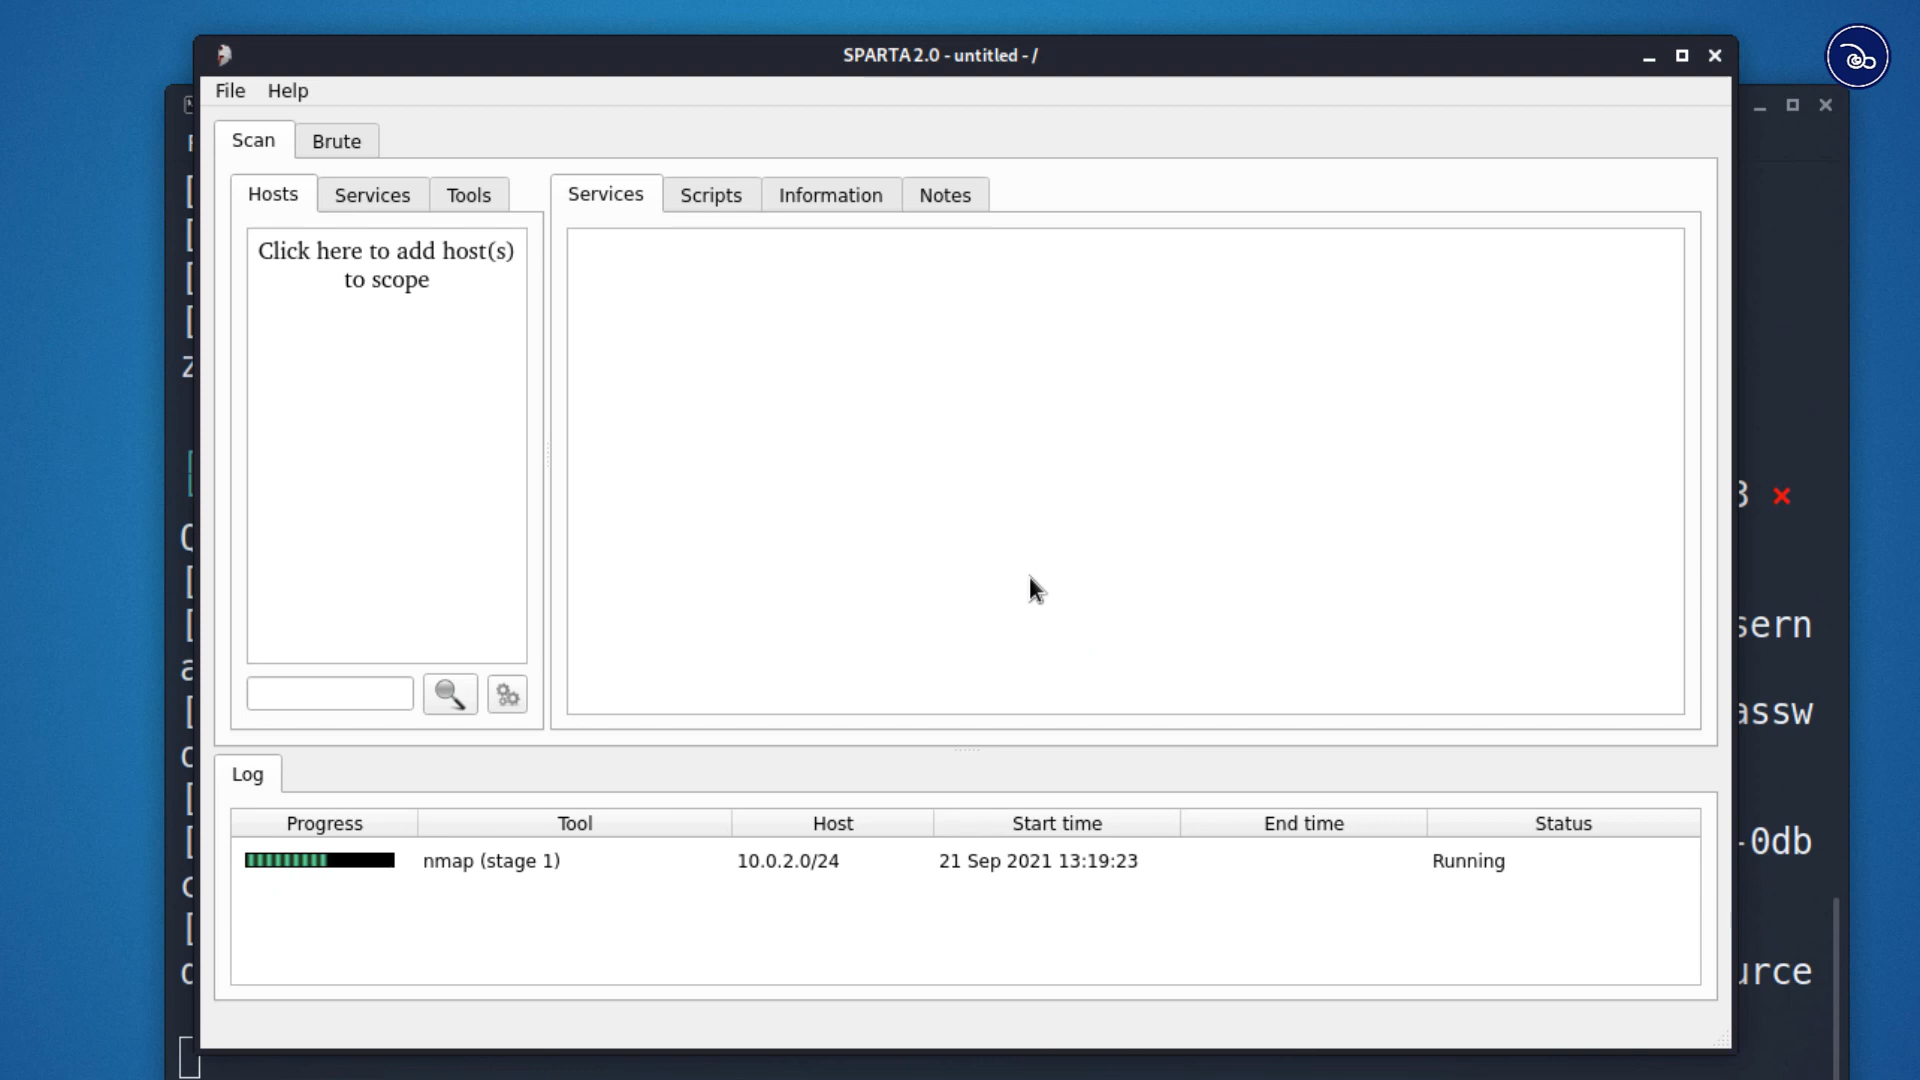 SPARTA 2.0 - untitled - /
File Help
Scan Brute
Hosts Services Tools
Services Scripts Information Notes
Click here to add host(s)
to scope
Log
Progress Tool Host Start time End time Status
nmap (stage 1) 10.0.2.0/24 21 Sep 2021 13:19:23 Running
sern
assw
-0db
urce